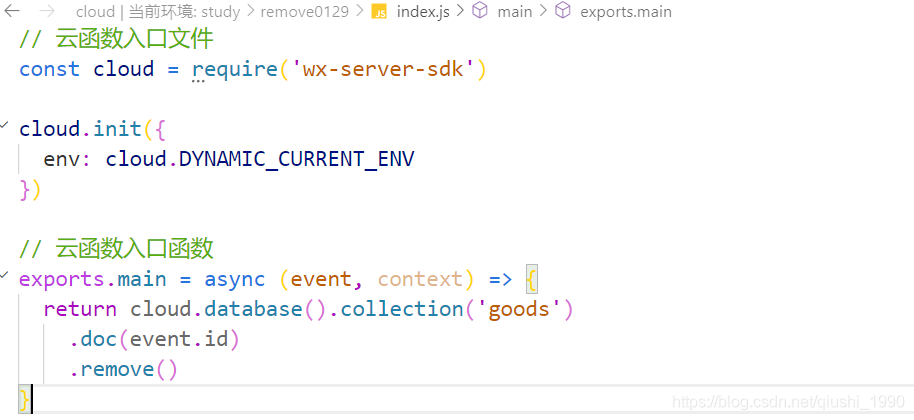 cloud | 当前环境: study > remove0129 > JS index.js > main > exports.main
// 云函数入口文件
const cloud = require('wx-server-sdk')
cloud.init({
  env: cloud.DYNAMIC_CURRENT_ENV
})
// 云函数入口函数
exports.main = async (event, context) => {
  return cloud.database().collection('goods')
    .doc(event.id)
    .remove()
}
https://blog.csdn.net/qiushi_1990